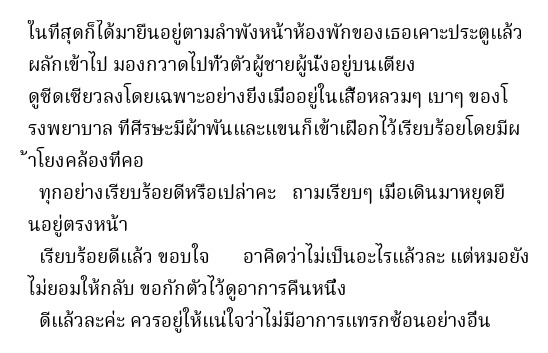 ในที่สุดก็ได้มายืนอยู่ตามลำพังหน้าห้องพักของเธอเคาะประตูแล้ว
ผลักเข้าไป มองกวาดไปทั่วตัวผู้ชายผู้นั่งอยู่บนเตียง
ดูซีดเซียวลงโดยเฉพาะอย่างยิ่งเมื่ออยู่ในเสื้อหลวมๆ เบาๆ ของโ
รงพยาบาล ที่ศีรษะมีผ้าพันและแขนก็เข้าเฝือกไว้เรียบร้อยโดยมีผ
้าโยงคล้องที่คอ
ทุกอย่างเรียบร้อยดีหรือเปล่าคะ ถามเรียบๆ เมื่อเดินมาหยุดยื
นอยู่ตรงหน้า
เรียบร้อยดีแล้ว ขอบใจ อาคิดว่าไม่เป็นอะไรแล้วละ แต่หมอยัง
ไม่ยอมให้กลับ ขอกักตัวไว้ดูอาการคืนหนึ่ง
ดีแล้วละค่ะ ควรอยู่ให้แน่ใจว่าไม่มีอาการแทรกซ้อนอย่างอื่น